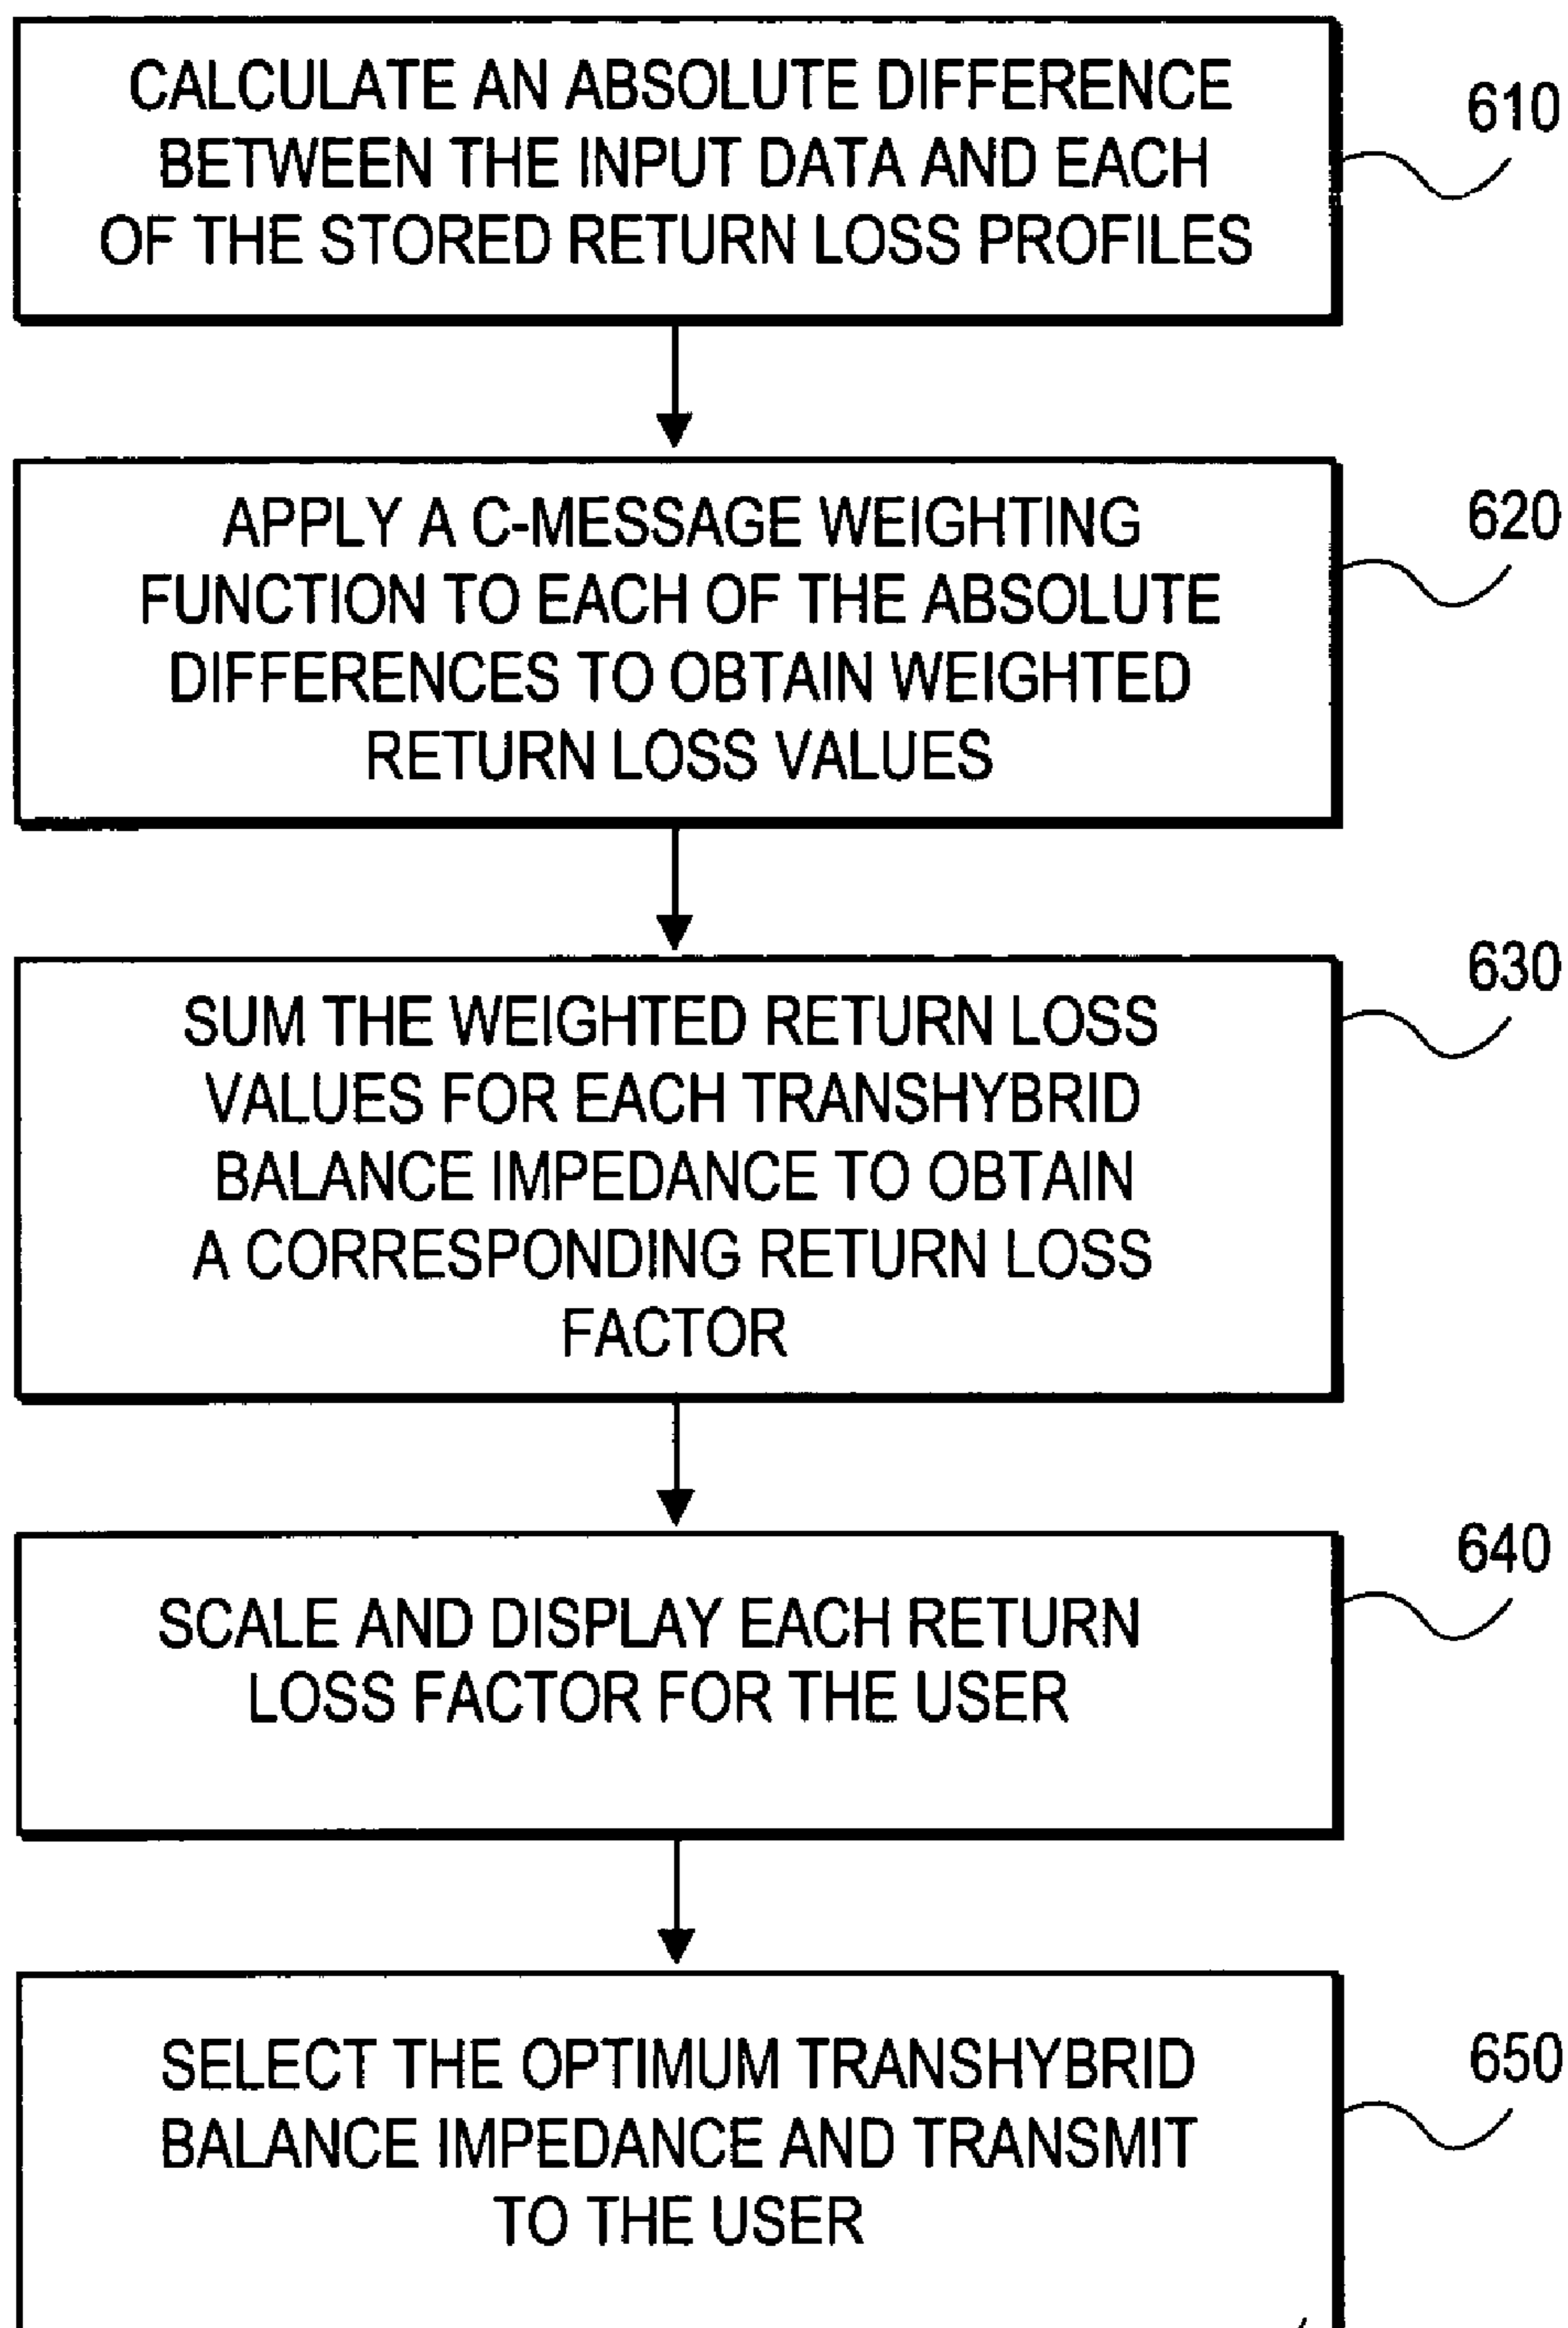 CALCULATE AN ABSOLUTE DIFFERENCE
BETWEEN THE INPUT DATA AND EACH
OF THE STORED RETURN LOSS PROFILES
610
APPLY A C-MESSAGE WEIGHTING
FUNCTION TO EACH OF THE ABSOLUTE
DIFFERENCES TO OBTAIN WEIGHTED
RETURN LOSS VALUES
620
SUM THE WEIGHTED RETURN LOSS
VALUES FOR EACH TRANSHYBRID
BALANCE IMPEDANCE TO OBTAIN
A CORRESPONDING RETURN LOSS
FACTOR
630
SCALE AND DISPLAY EACH RETURN
LOSS FACTOR FOR THE USER
640
SELECT THE OPTIMUM TRANSHYBRID
BALANCE IMPEDANCE AND TRANSMIT
TO THE USER
650